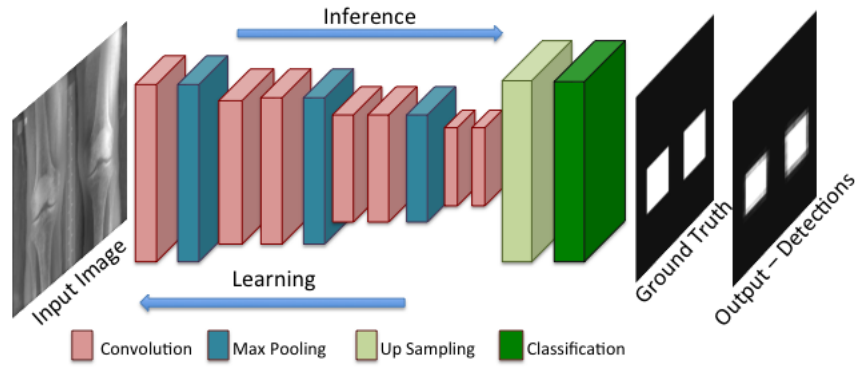 Inference
Input Image
Learning
Ground Truth
Output – Detections
Convolution
Max Pooling
Up Sampling
Classification